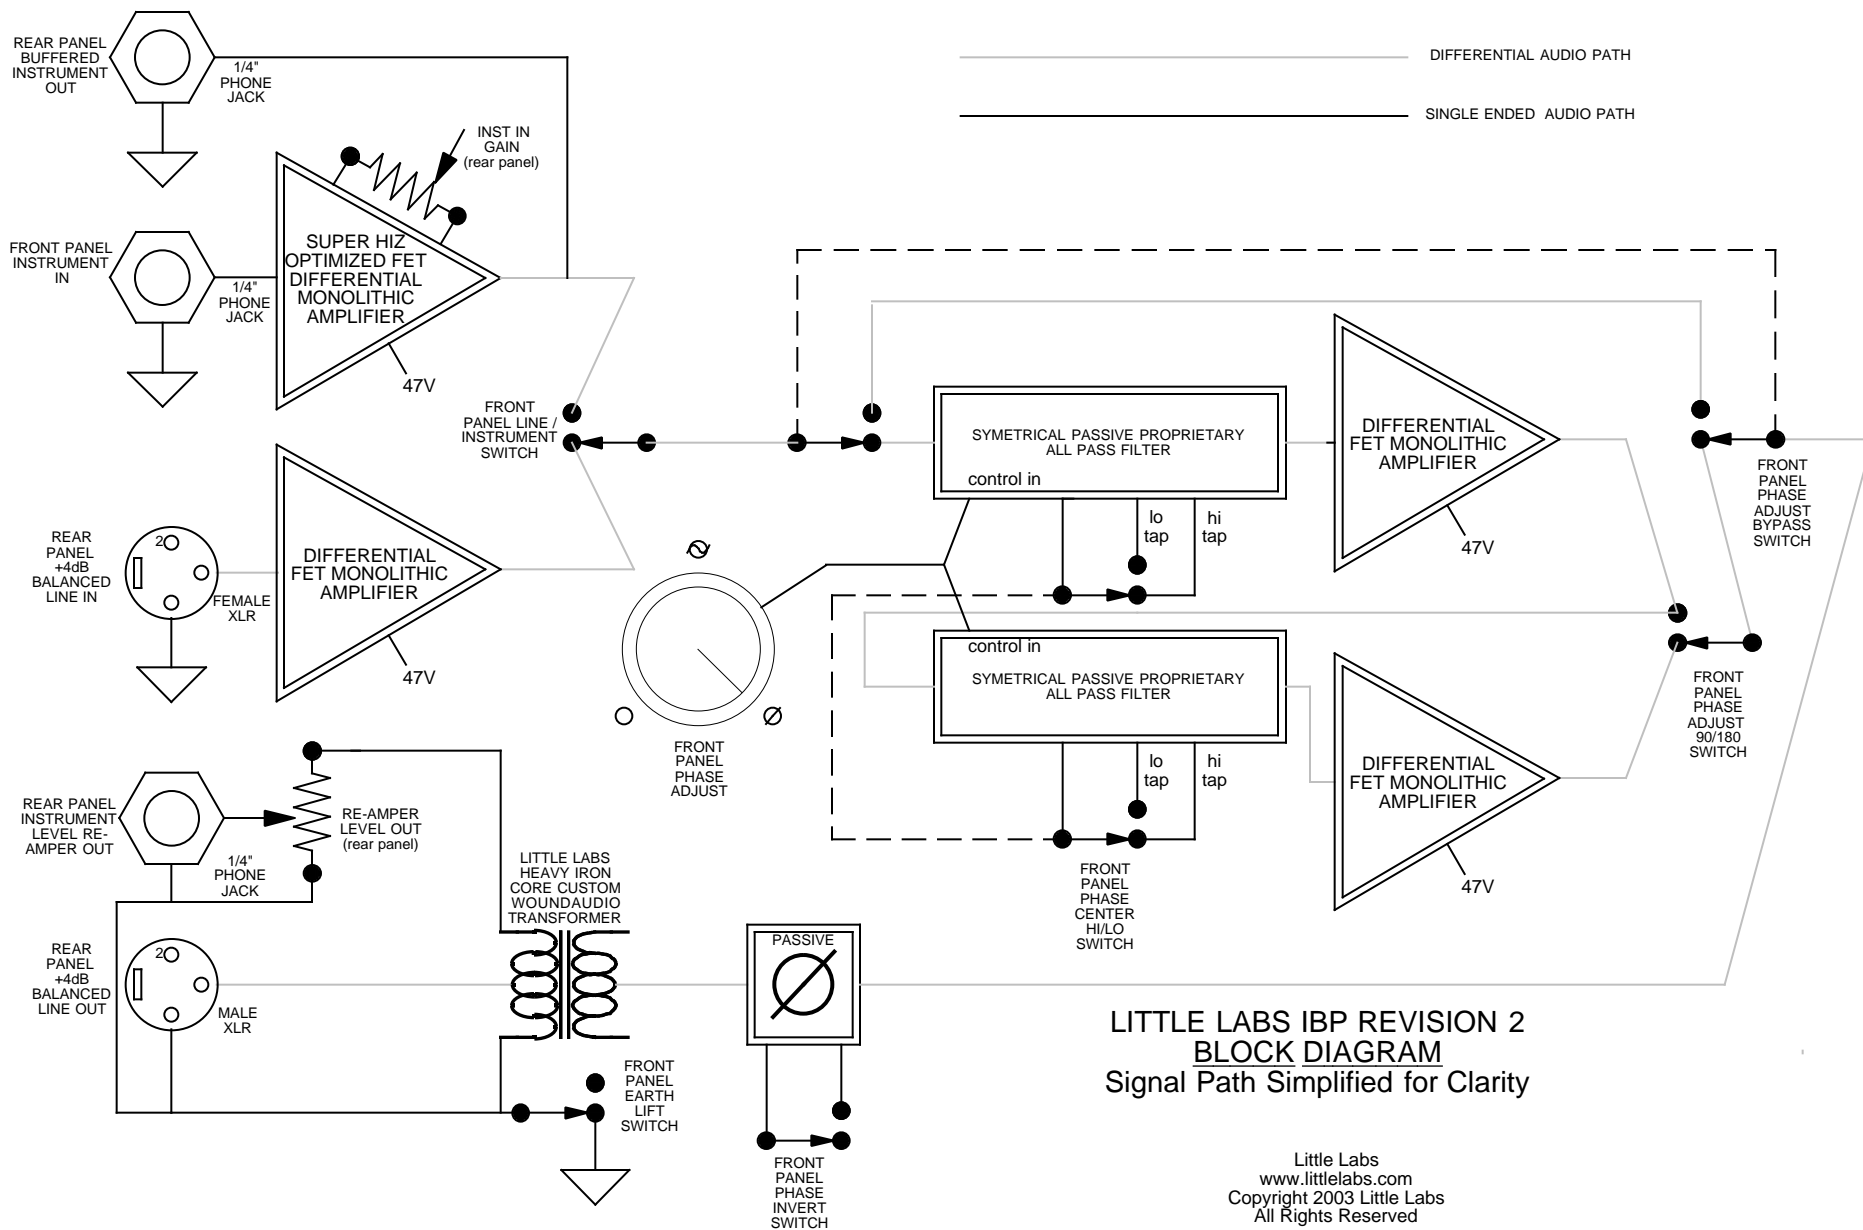 REAR PANEL
BUFFERED
INSTRUMENT
OUT
1/4"
PHONE
JACK
DIFFERENTIAL AUDIO PATH
SINGLE ENDED AUDIO PATH
INST IN
GAIN
(rear panel)
FRONT PANEL
INSTRUMENT
IN
1/4"
PHONE
JACK
SUPER HIZ
OPTIMIZED FET
DIFFERENTIAL
MONOLITHIC
AMPLIFIER
47V
FRONT
PANEL LINE /
INSTRUMENT
SWITCH
SYMETRICAL PASSIVE PROPRIETARY
ALL PASS FILTER
control in
lo
tap
hi
tap
DIFFERENTIAL
FET MONOLITHIC
AMPLIFIER
47V
FRONT
PANEL
PHASE
ADJUST
BYPASS
SWITCH
REAR
PANEL
+4dB
BALANCED
LINE IN
2
FEMALE
XLR
DIFFERENTIAL
FET MONOLITHIC
AMPLIFIER
47V
FRONT
PANEL
PHASE
ADJUST
control in
SYMETRICAL PASSIVE PROPRIETARY
ALL PASS FILTER
lo
tap
hi
tap
DIFFERENTIAL
FET MONOLITHIC
AMPLIFIER
47V
FRONT
PANEL
PHASE
ADJUST
90/180
SWITCH
FRONT
PANEL
PHASE
CENTER
HI/LO
SWITCH
REAR PANEL
INSTRUMENT
LEVEL RE-
AMPER OUT
1/4"
PHONE
JACK
RE-AMPER
LEVEL OUT
(rear panel)
LITTLE LABS
HEAVY IRON
CORE CUSTOM
WOUNDAUDIO
TRANSFORMER
REAR
PANEL
+4dB
BALANCED
LINE OUT
2
MALE
XLR
PASSIVE
FRONT
PANEL
EARTH
LIFT
SWITCH
FRONT
PANEL
PHASE
INVERT
SWITCH
LITTLE LABS IBP REVISION 2
BLOCK DIAGRAM
Signal Path Simplified for Clarity
Little Labs
www.littlelabs.com
Copyright 2003 Little Labs
All Rights Reserved